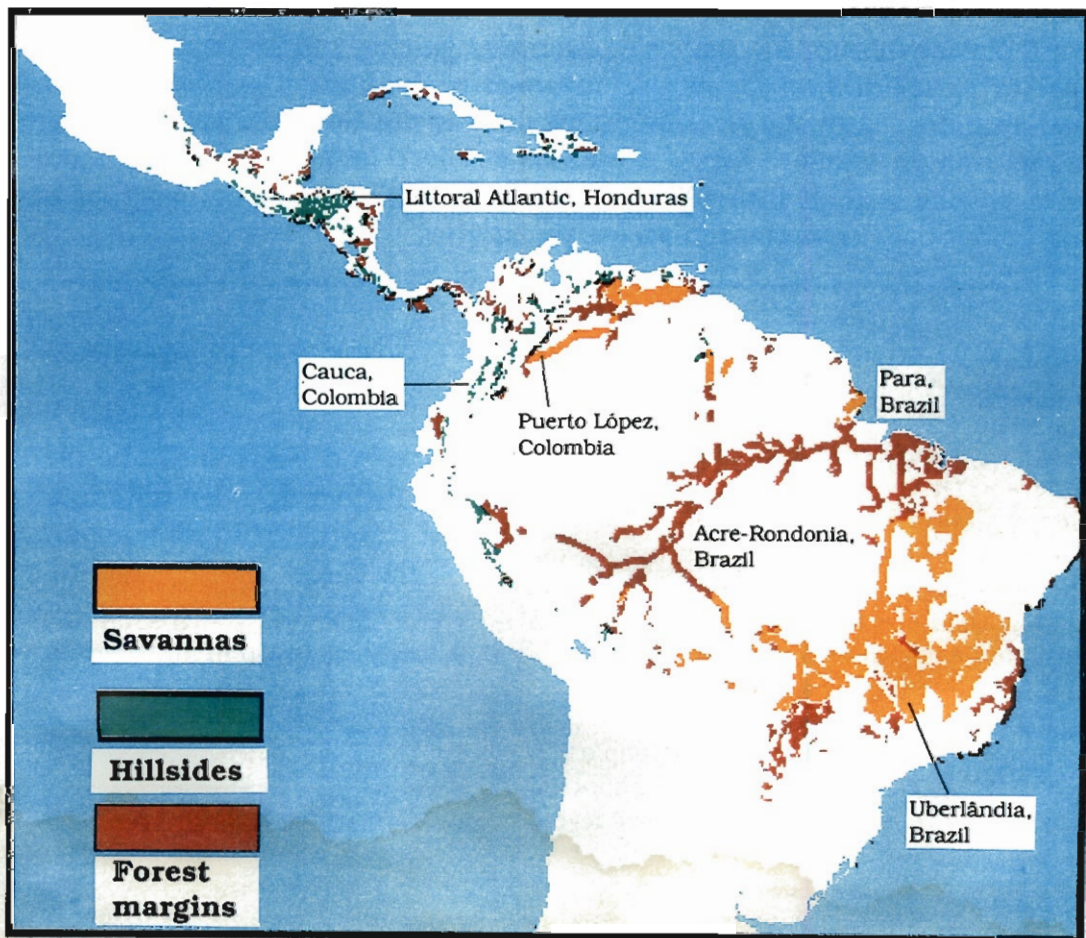 Littoral Atlantic, Honduras
Cauca,
Colombia
Puerto López,
Colombia
Para,
Brazil
Acre-Rondonia,
Brazil
Uberlândia,
Brazil
Savannas
Hillsides
Forest
margins